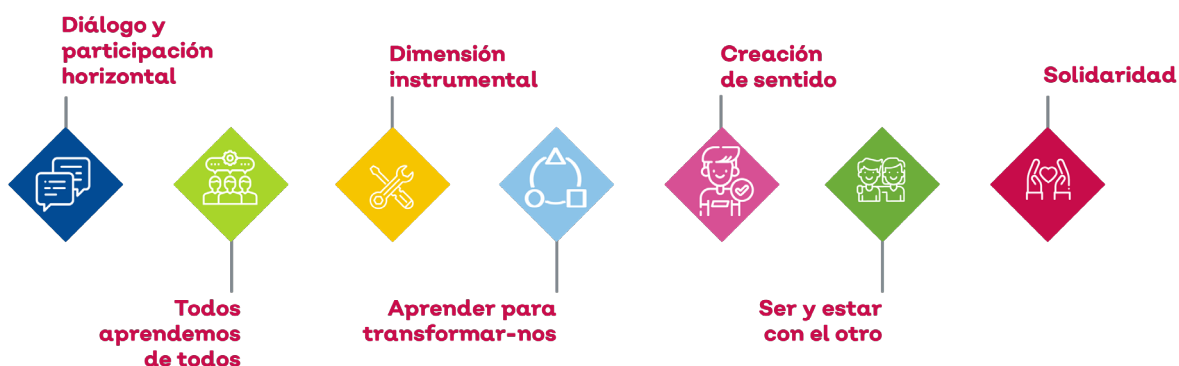 Diálogo y
participación
horizontal
Todos
aprendemos
de todos
Dimensión
instrumental
Aprender para
transformar-nos
Creación
de sentido
Ser y estar
con el otro
Solidaridad